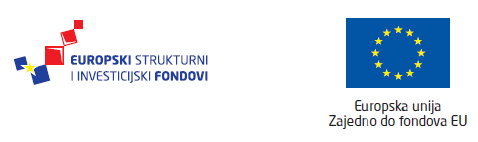 EUROPSKI STRUKTURNI
I INVESTICIJSKI FONDOVI
Europska unija
Zajedno do fondova EU